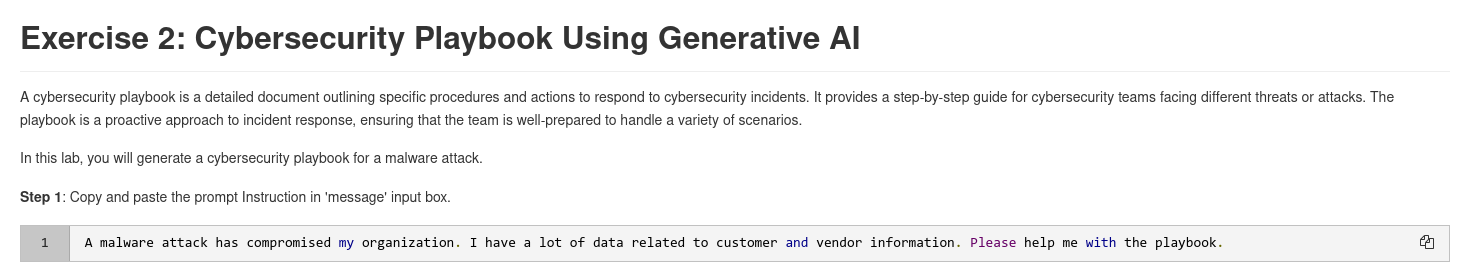 Exercise 2: Cybersecurity Playbook Using Generative AI
A cybersecurity playbook is a detailed document outlining specific procedures and actions to respond to cybersecurity incidents. It provides a step-by-step guide for cybersecurity teams facing different threats or attacks. The
playbook is a proactive approach to incident response, ensuring that the team is well-prepared to handle a variety of scenarios.
In this lab, you will generate a cybersecurity playbook for a malware attack.
Step 1: Copy and paste the prompt Instruction in 'message' input box.
1 A malware attack has compromised my organization. I have a lot of data related to customer and vendor information. Please help me with the playbook.